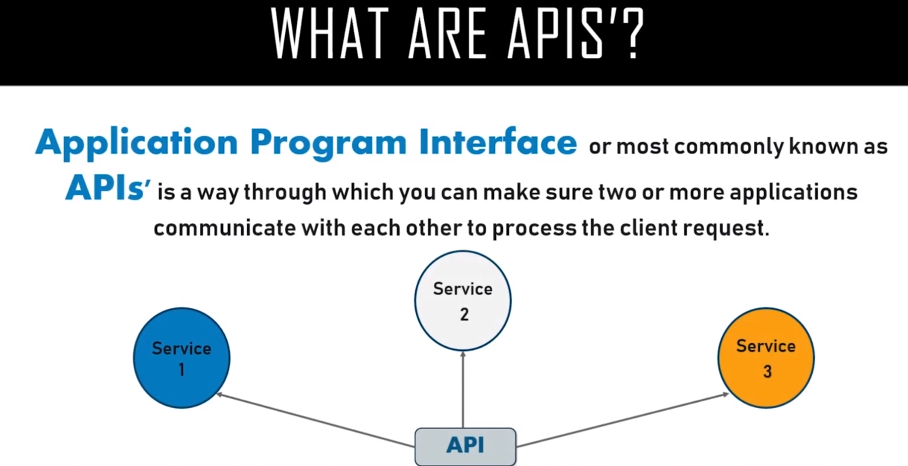 WHAT ARE APIS'?
Application Program Interface or most commonly known as
APIs' is a way through which you can make sure two or more applications
communicate with each other to process the client request.
Service
2
Service
1
Service
3
API